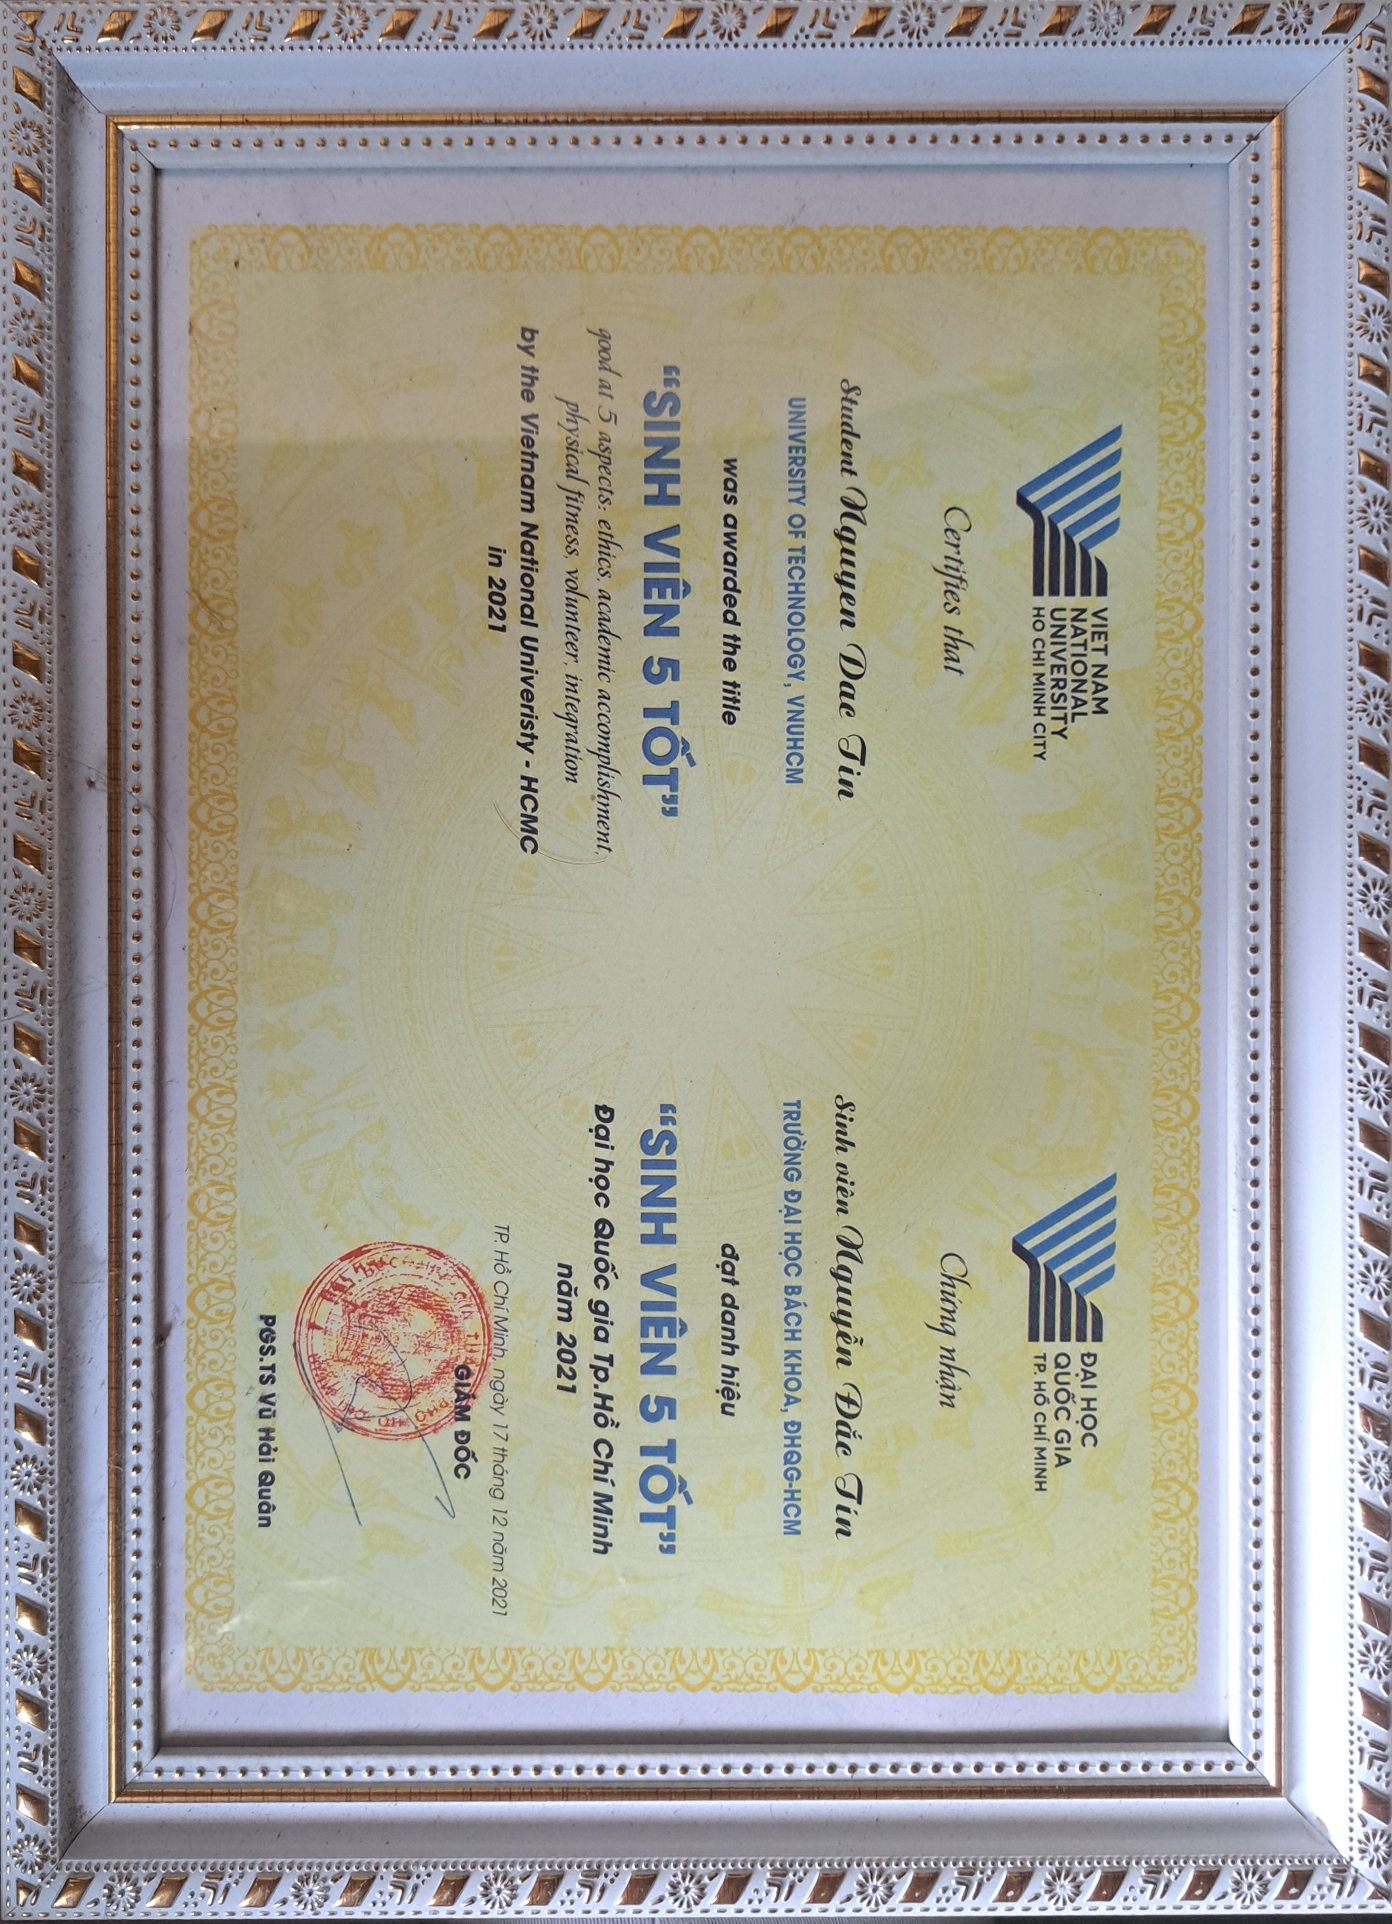 VIET NAM
NATIONAL
UNIVERSITY
HO CHI MINH CITY
Certifies that
Student Nguyen Dac Tin
UNIVERSITY OF TECHNOLOGY, VNUHCM
was awarded the title
“SINH VIÊN 5 TỐT”
good at 5 aspects: ethics, academic accomplishment,
physical fitness, volunteer, integration
by the Vietnam National Univeristy - HCMC
in 2021
ĐẠI HỌC
QUỐC GIA
TP. HỒ CHÍ MINH
Chứng nhận
Sinh viên Nguyễn Đắc Tín
TRƯỜNG ĐẠI HỌC BÁCH KHOA, ĐHQG-HCM
đạt danh hiệu
“SINH VIÊN 5 TỐT”
Đại học Quốc gia Tp.Hồ Chí Minh
năm 2021
TP. Hồ Chí Minh, ngày 17 tháng 12 năm 2021
GIÁM ĐỐC
PGS.TS Vũ Hải Quân